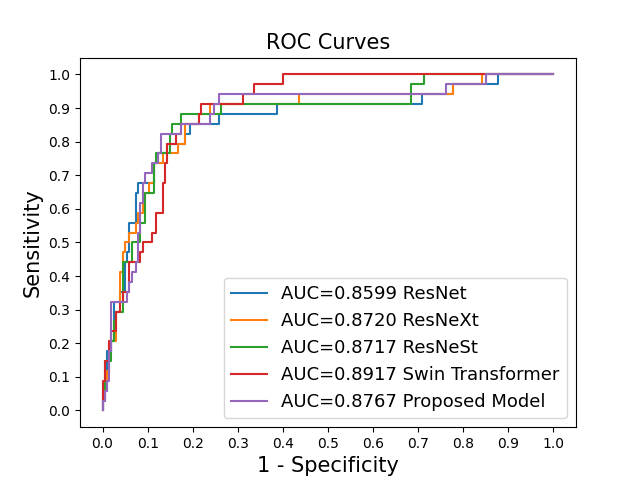 ROC Curves
Sensitivity
1.0
0.9
0.8
0.7
0.6
0.5
0.4
0.3
0.2
0.1
0.0
AUC=0.8599 ResNet
AUC=0.8720 ResNeXt
AUC=0.8717 ResNeSt
AUC=0.8917 Swin Transformer
AUC=0.8767 Proposed Model
0.0 0.1 0.2 0.3 0.4 0.5 0.6 0.7 0.8 0.9 1.0
1 - Specificity